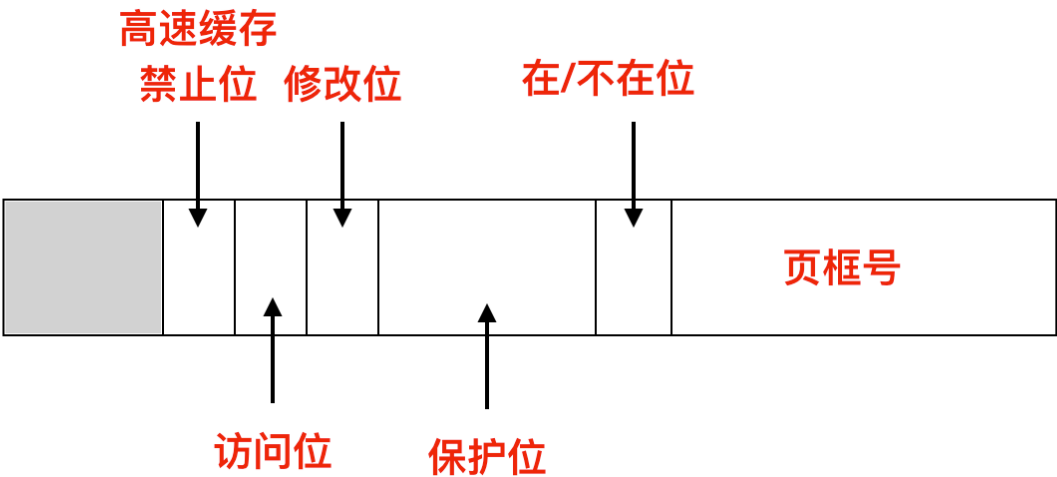 高速缓存
禁止位
修改位
在/不在位
页框号
访问位
保护位